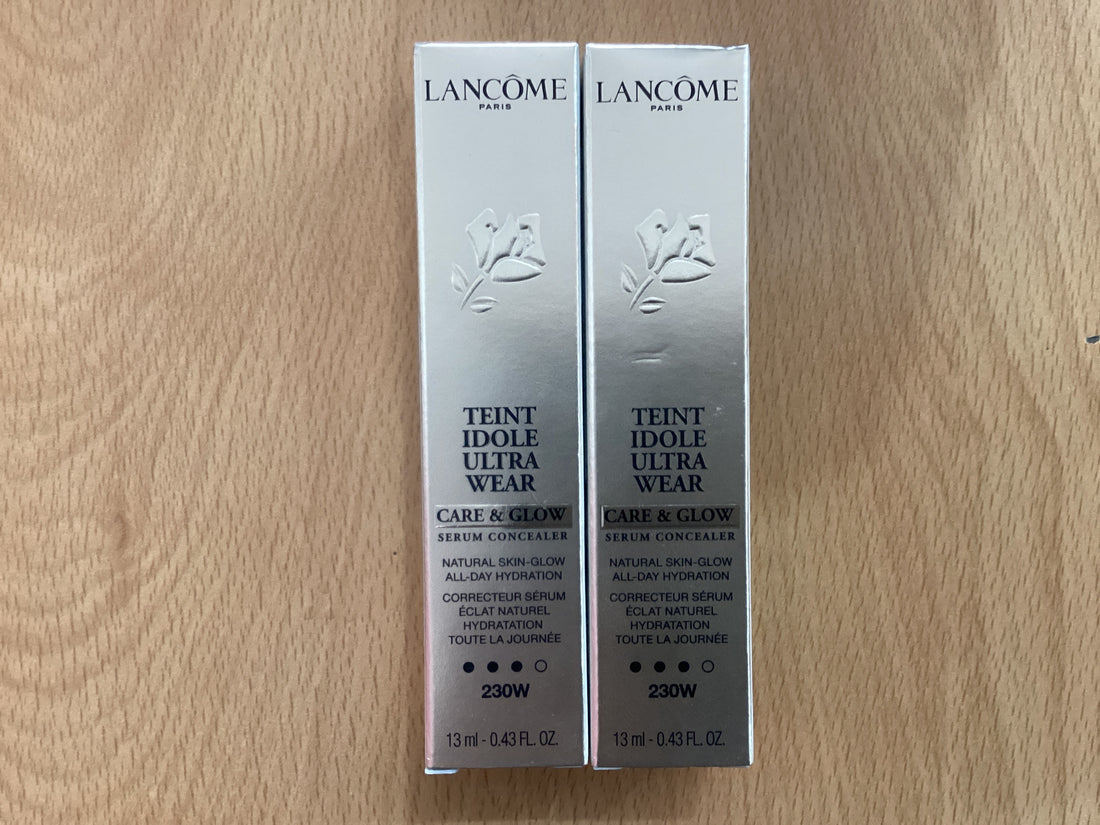 LANCÔME
PARIS
TEINT
IDOLE
ULTRA
WEAR
CARE & GLOW
SERUM CONCEALER
NATURAL SKIN-GLOW
ALL-DAY HYDRATION
CORRECTEUR SÉRUM
ÉCLAT NATUREL
HYDRATATION
TOUTE LA JOURNÉE
230W
13 ml - 0.43 FL. OZ.
LANCÔME
PARIS
TEINT
IDOLE
ULTRA
WEAR
CARE & GLOW
SERUM CONCEALER
NATURAL SKIN-GLOW
ALL-DAY HYDRATION
CORRECTEUR SÉRUM
ÉCLAT NATUREL
HYDRATATION
TOUTE LA JOURNÉE
230W
13 ml - 0.43 FL. OZ.